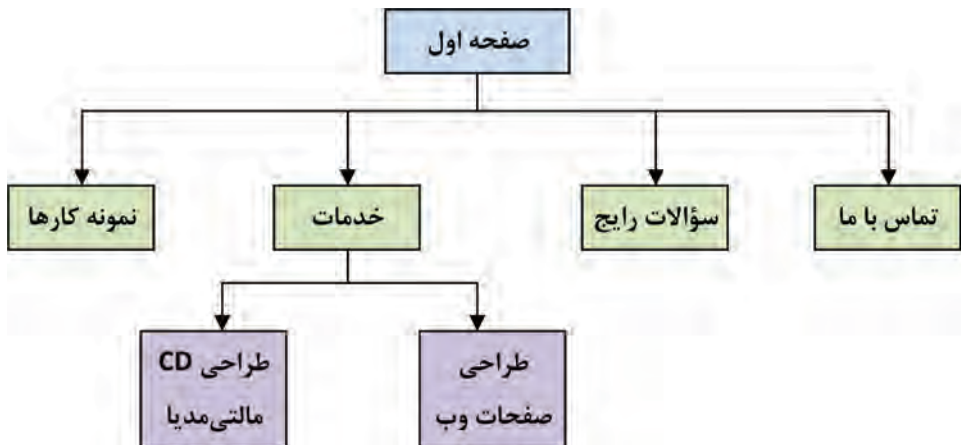 صفحه اول
تماس با ما
سؤالات رایج
خدمات
نمونه کارها
طراحی
صفحات وب
طراحی CD
مالتی‌مدیا